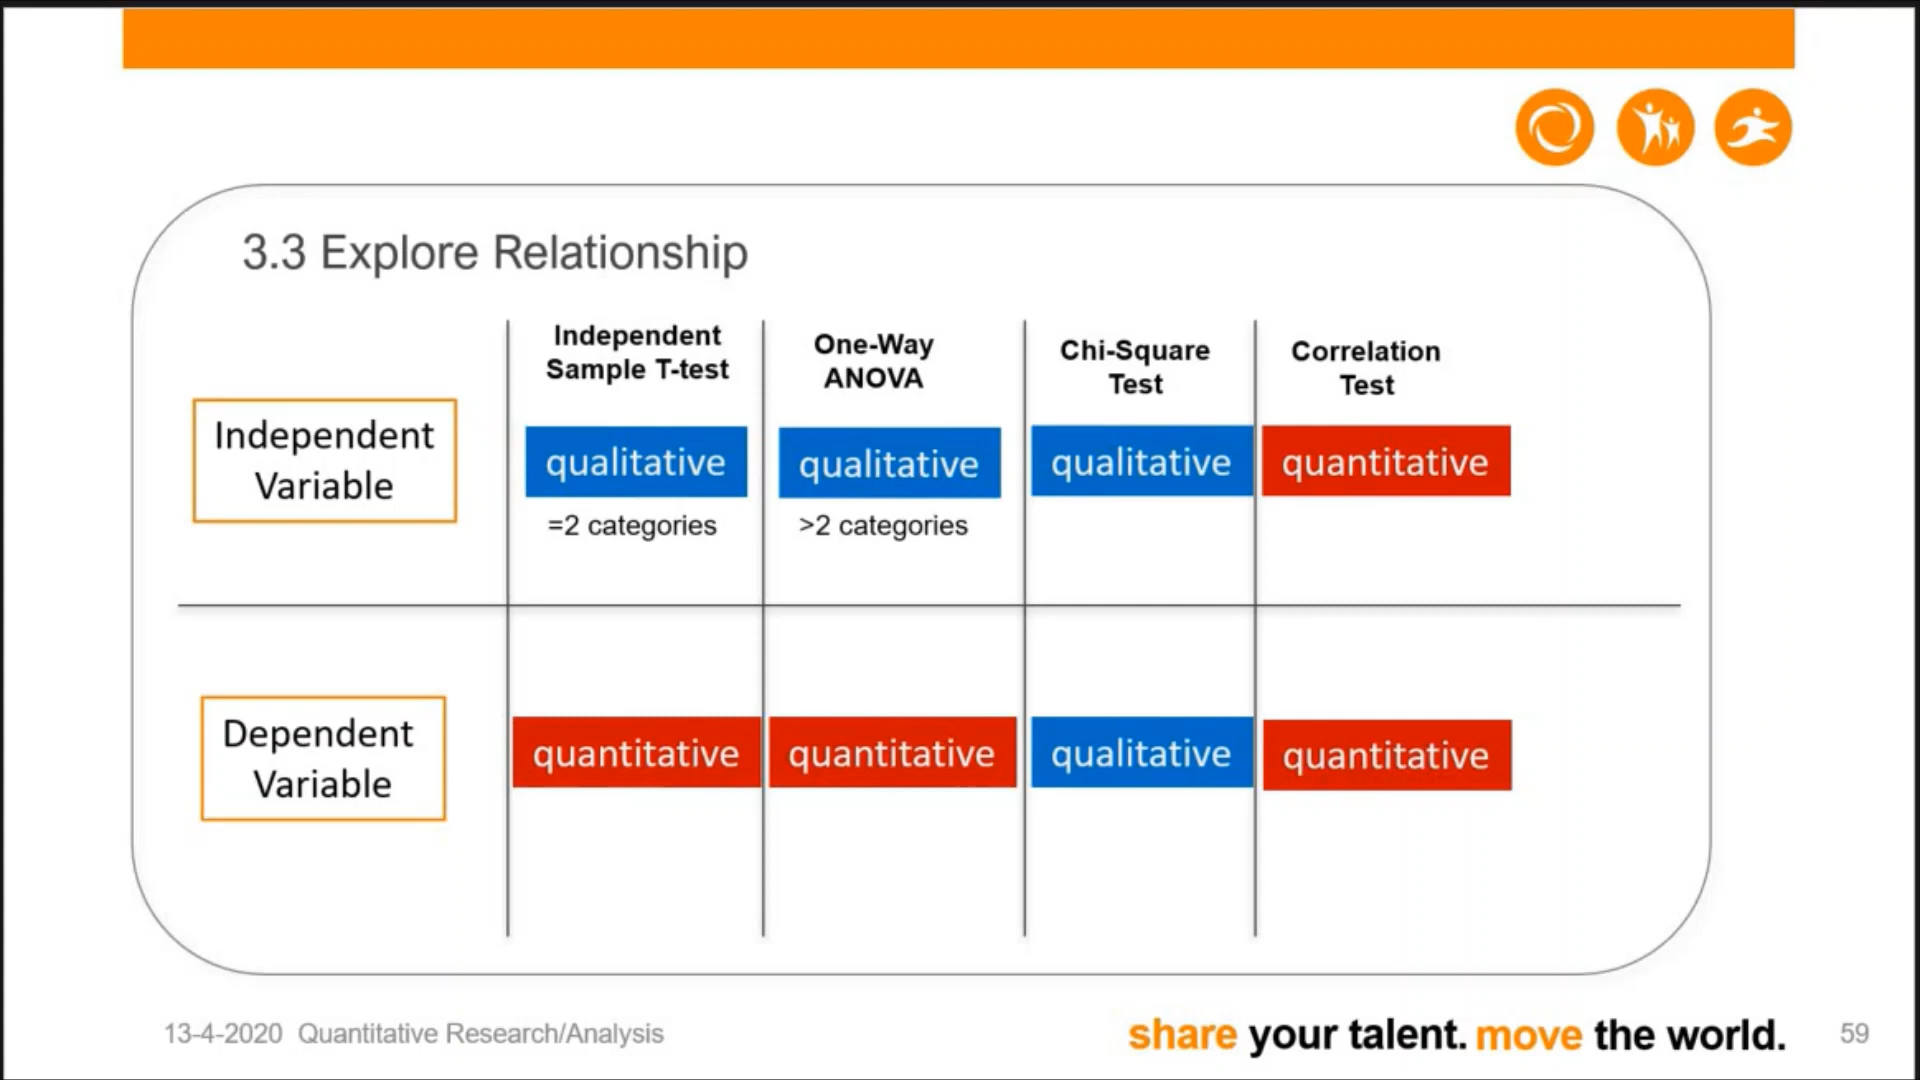 3.3 Explore Relationship
Independent
Sample T-test
One-Way
ANOVA
Chi-Square
Test
Correlation
Test
Independent
Variable
qualitative
qualitative
qualitative
quantitative
=2 categories
>2 categories
Dependent
Variable
quantitative
quantitative
qualitative
quantitative
13-4-2020 Quantitative Research/Analysis
share your talent. move the world.
59